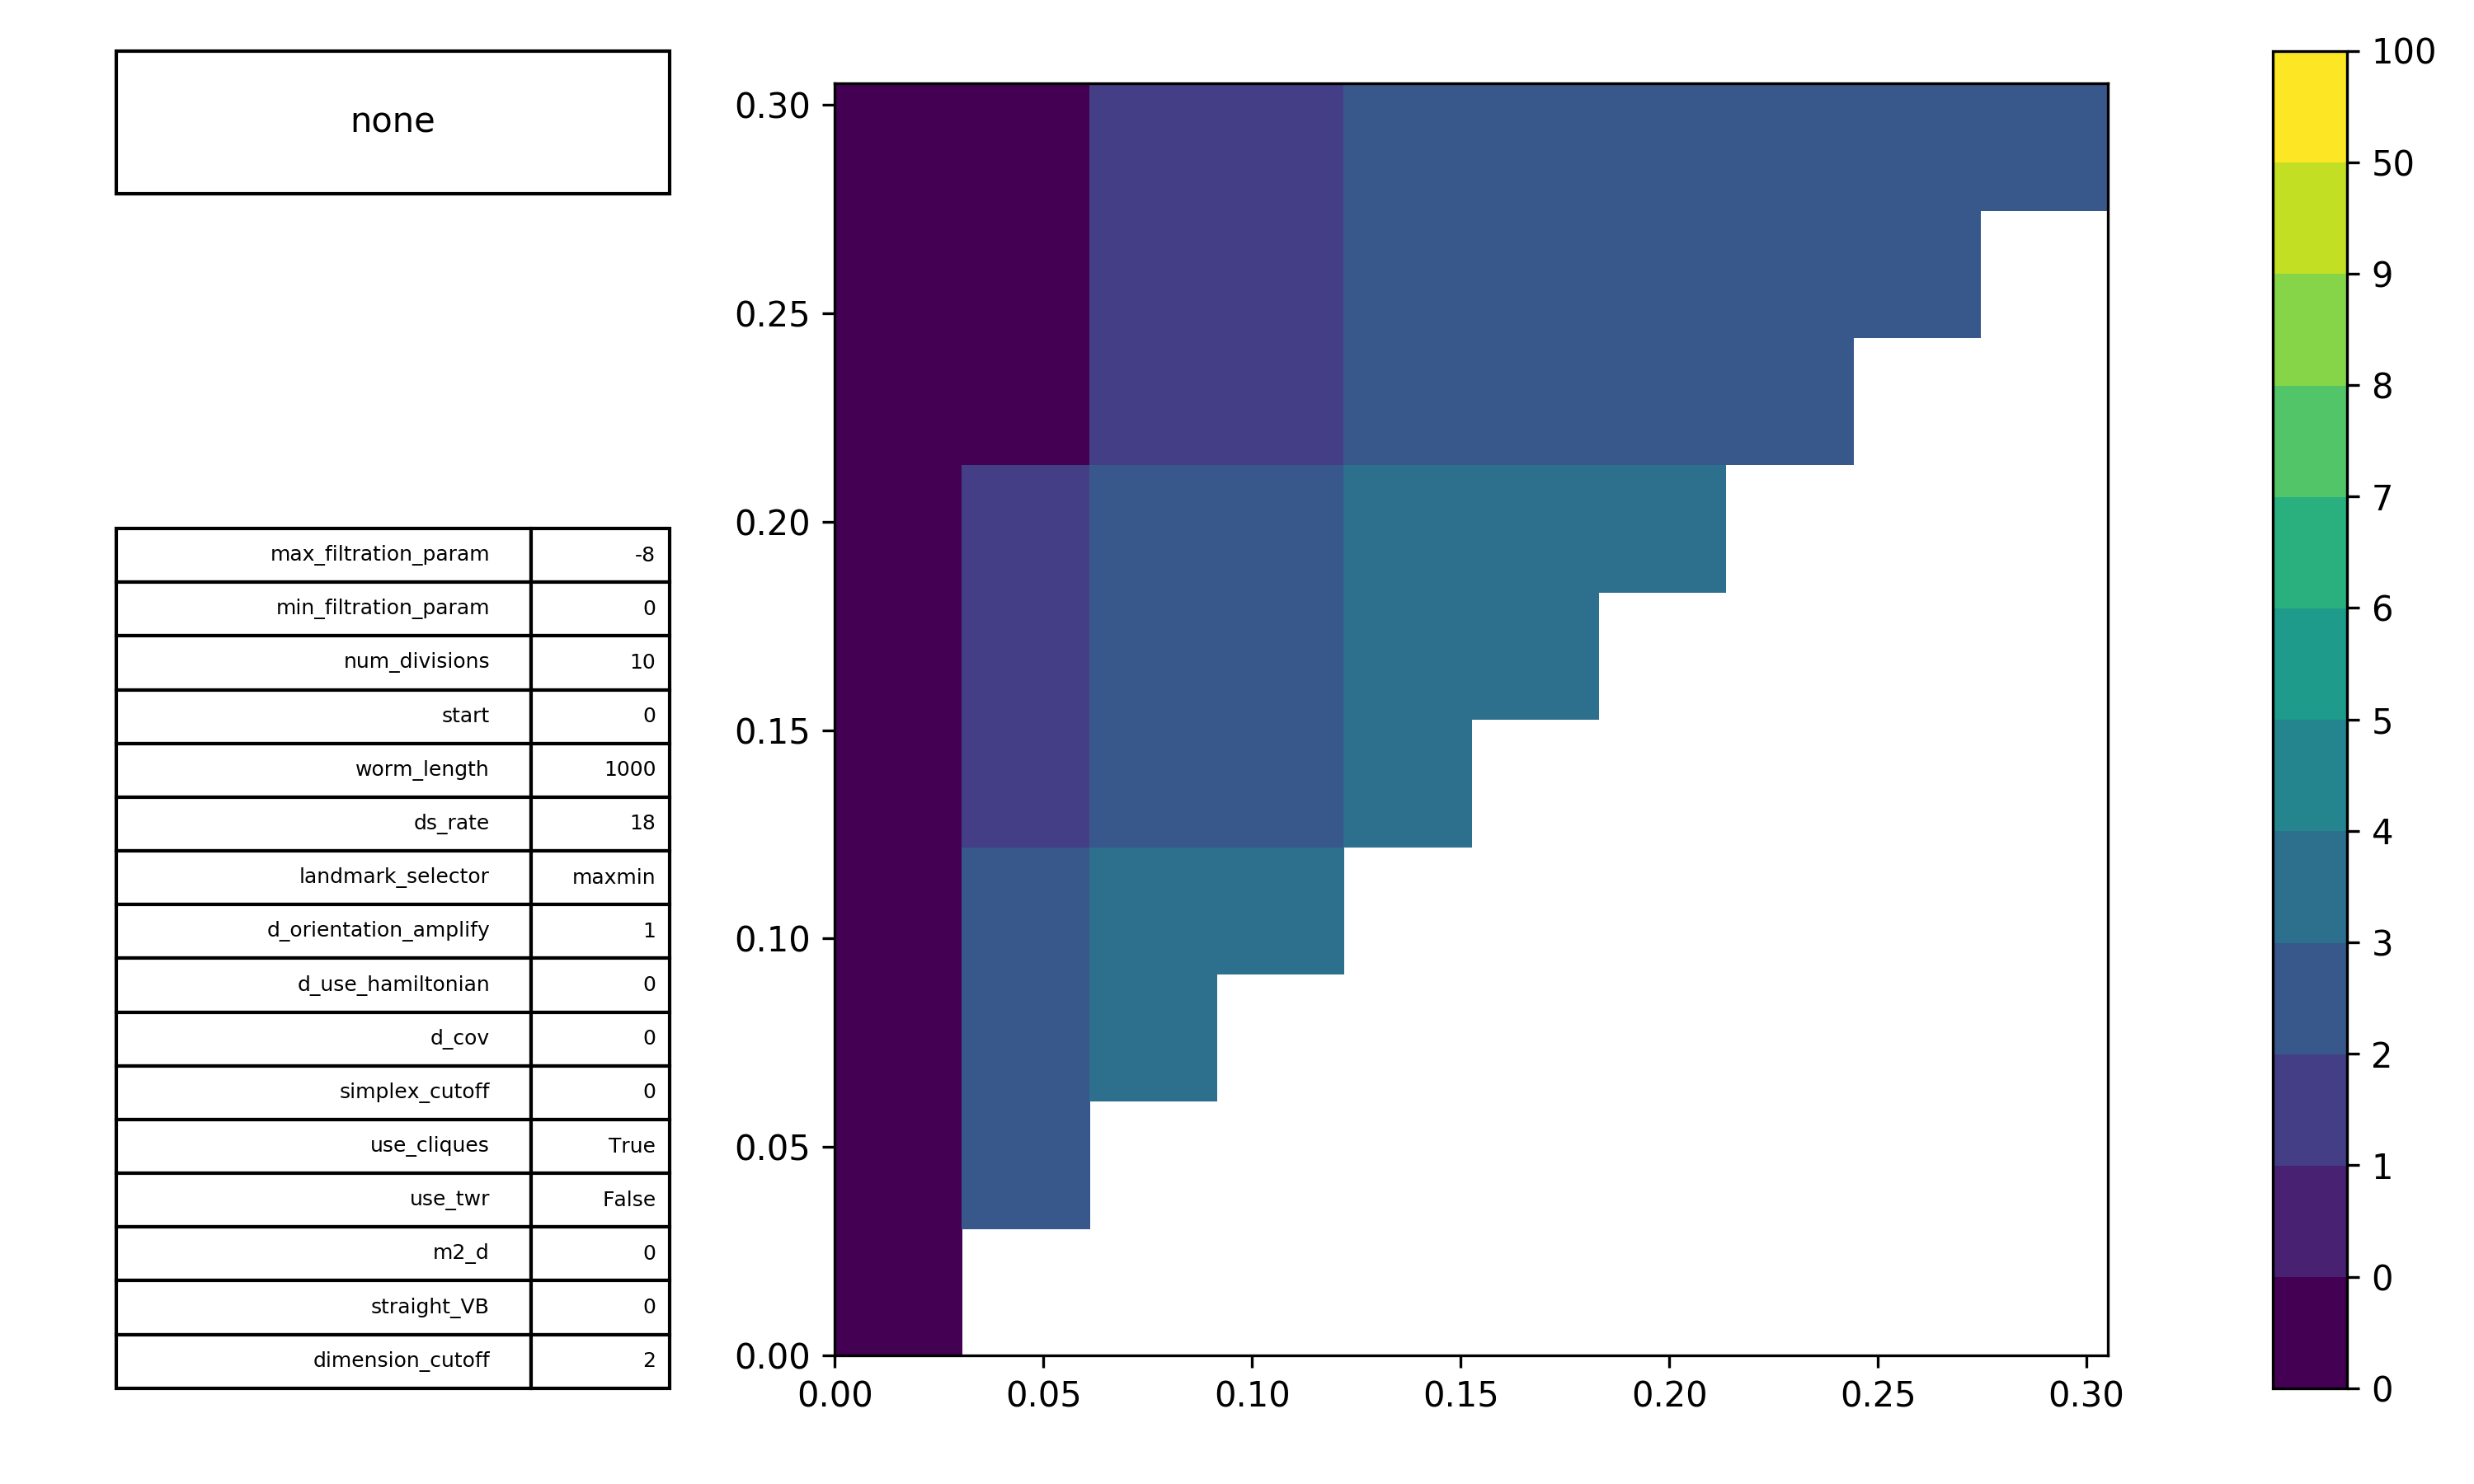 none
max_filtration_param -8
min_filtration_param 0
num_divisions 10
start 0
worm_length 1000
ds_rate 18
landmark_selector maxmin
d_orientation_amplify 1
d_use_hamiltonian 0
d_cov 0
simplex_cutoff 0
use_cliques True
use_twr False
m2_d 0
straight_VB 0
dimension_cutoff 2
0.30
0.25
0.20
0.15
0.10
0.05
0.00
0.00 0.05 0.10 0.15 0.20 0.25 0.30
100
50
9
8
7
6
5
4
3
2
1
0
0